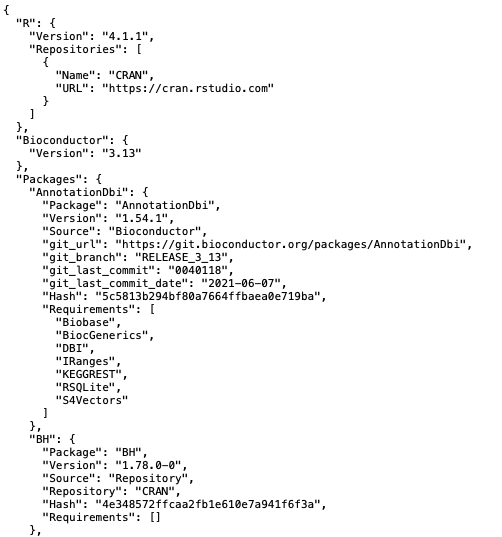 {
  "R": {
    "Version": "4.1.1",
    "Repositories": [
      {
        "Name": "CRAN",
        "URL": "https://cran.rstudio.com"
      }
    ]
  },
  "Bioconductor": {
    "Version": "3.13"
  },
  "Packages": {
    "AnnotationDbi": {
      "Package": "AnnotationDbi",
      "Version": "1.54.1",
      "Source": "Bioconductor",
      "git_url": "https://git.bioconductor.org/packages/AnnotationDbi",
      "git_branch": "RELEASE_3_13",
      "git_last_commit": "0040118",
      "git_last_commit_date": "2021-06-07",
      "Hash": "5c5813b294bf80a7664ffbaea0e719ba",
      "Requirements": [
        "Biobase",
        "BiocGenerics",
        "DBI",
        "IRanges",
        "KEGGREST",
        "RSQLite",
        "S4Vectors"
      ]
    },
    "BH": {
      "Package": "BH",
      "Version": "1.78.0-0",
      "Source": "Repository",
      "Repository": "CRAN",
      "Hash": "4e348572ffcaa2fb1e610e7a941f6f3a",
      "Requirements": []
    },